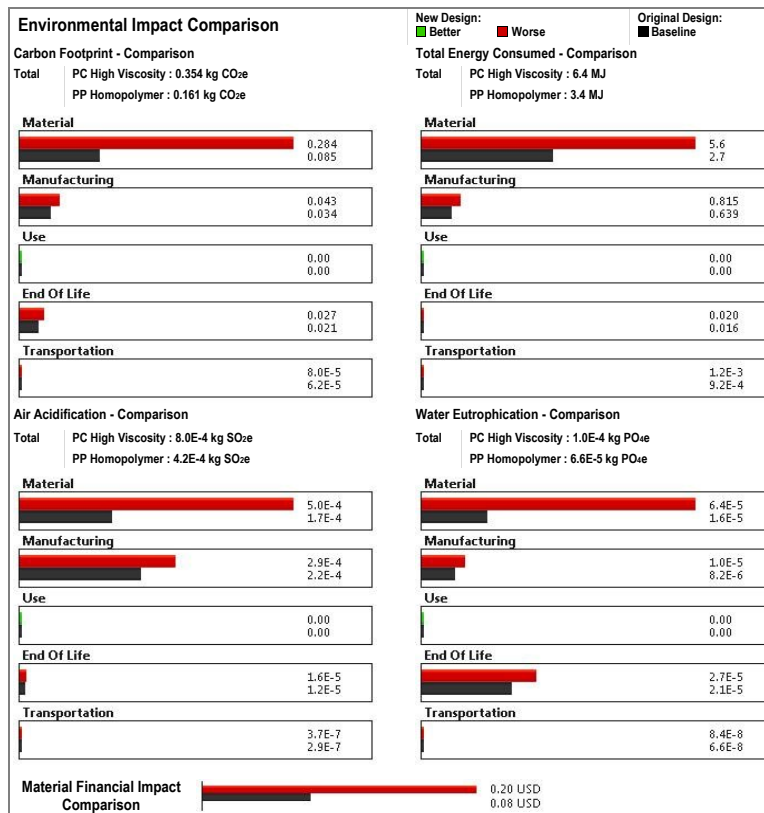 Environmental Impact Comparison
New Design:
Better Worse
Original Design:
Baseline
Carbon Footprint - Comparison
Total PC High Viscosity : 0.354 kg CO2e
PP Homopolymer : 0.161 kg CO2e
Material
0.284
0.085
Manufacturing
0.043
0.034
Use
0.00
0.00
End Of Life
0.027
0.021
Transportation
8.0E-5
6.2E-5
Total Energy Consumed - Comparison
Total PC High Viscosity : 6.4 MJ
PP Homopolymer : 3.4 MJ
Material
5.6
2.7
Manufacturing
0.815
0.639
Use
0.00
0.00
End Of Life
0.020
0.016
Transportation
1.2E-3
9.2E-4
Air Acidification - Comparison
Total PC High Viscosity : 8.0E-4 kg SO2e
PP Homopolymer : 4.2E-4 kg SO2e
Material
5.0E-4
1.7E-4
Manufacturing
2.9E-4
2.2E-4
Use
0.00
0.00
End Of Life
1.6E-5
1.2E-5
Transportation
3.7E-7
2.9E-7
Water Eutrophication - Comparison
Total PC High Viscosity : 1.0E-4 kg PO4e
PP Homopolymer : 6.6E-5 kg PO4e
Material
6.4E-5
1.6E-5
Manufacturing
1.0E-5
8.2E-6
Use
0.00
0.00
End Of Life
2.7E-5
2.1E-5
Transportation
8.4E-8
6.6E-8
Material Financial Impact
Comparison
0.20 USD
0.08 USD